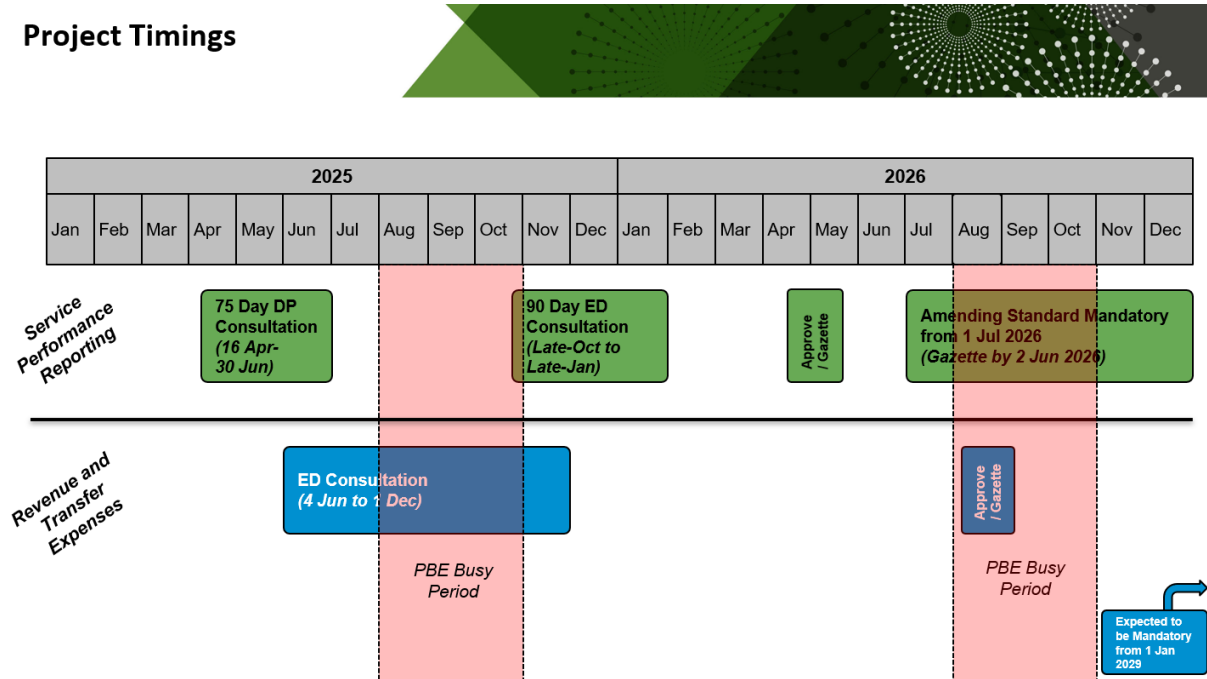 Project Timings
2025
2026
Jan Feb Mar Apr May Jun Jul Aug Sep Oct Nov Dec Jan Feb Mar Apr May Jun Jul Aug Sep Oct Nov Dec
Service
Performance
Reporting
75 Day DP
Consultation
(16 Apr-
30 Jun)
90 Day ED
Consultation
(Late-Oct to
Late-Jan)
Approve
/ Gazette
Amending Standard Mandatory
from 1 Jul 2026
(Gazette by 2 Jun 2026)
Revenue and
Transfer
Expenses
ED Consultation
(4 Jun to 1 Dec)
Approve
/ Gazette
PBE Busy
Period
PBE Busy
Period
Expected to
be Mandatory
from 1 Jan
2029